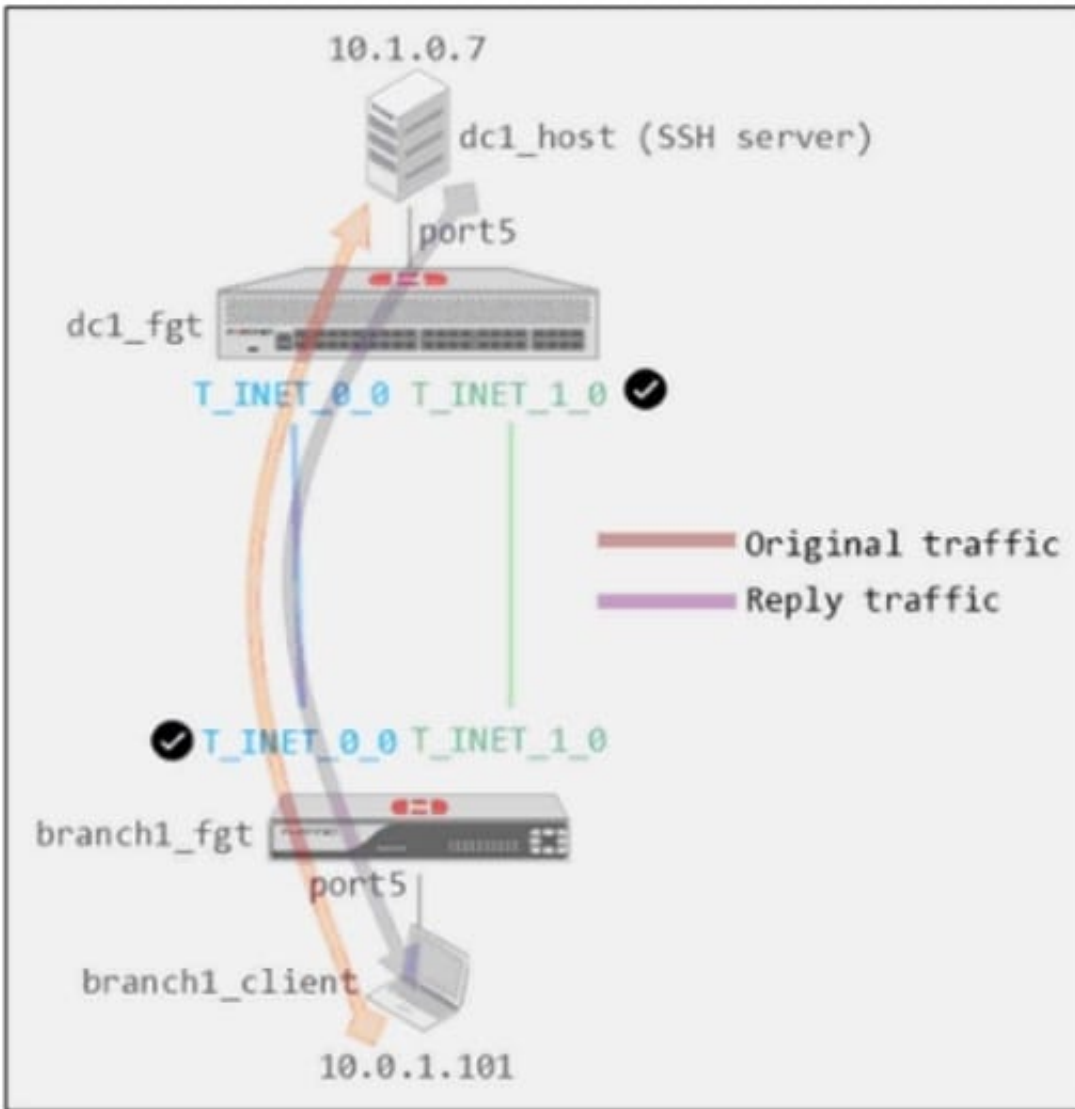 10.1.0.7
dc1_host (SSH server)
port5
dc1_fgt
T_INET_0_0 T_INET_1_0
Original traffic
Reply traffic
T_INET_0_0 T_INET_1_0
branch1_fgt
port5
branch1_client
10.0.1.101